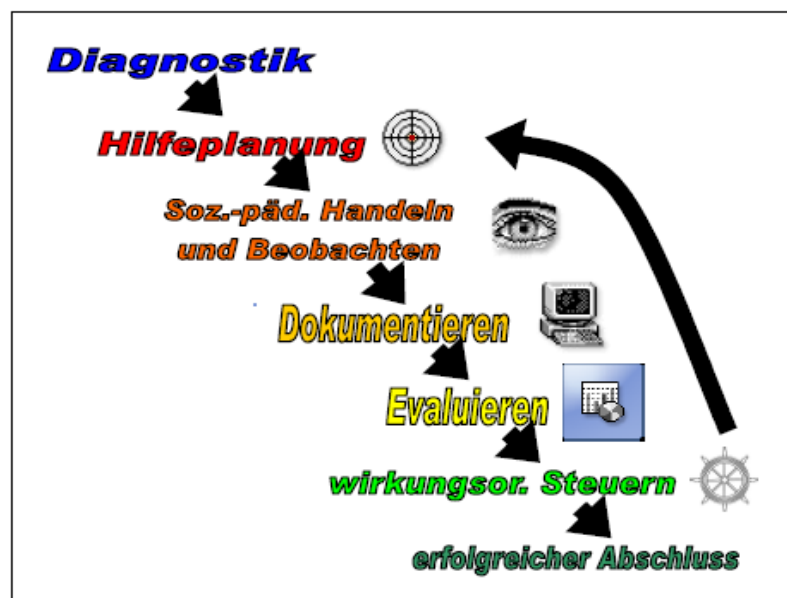 Diagnostik
Hilfeplanung
Soz.-päd. Handeln
und Beobachten
Dokumentieren
Evaluieren
wirkungsor. Steuern
erfolgreicher Abschluss